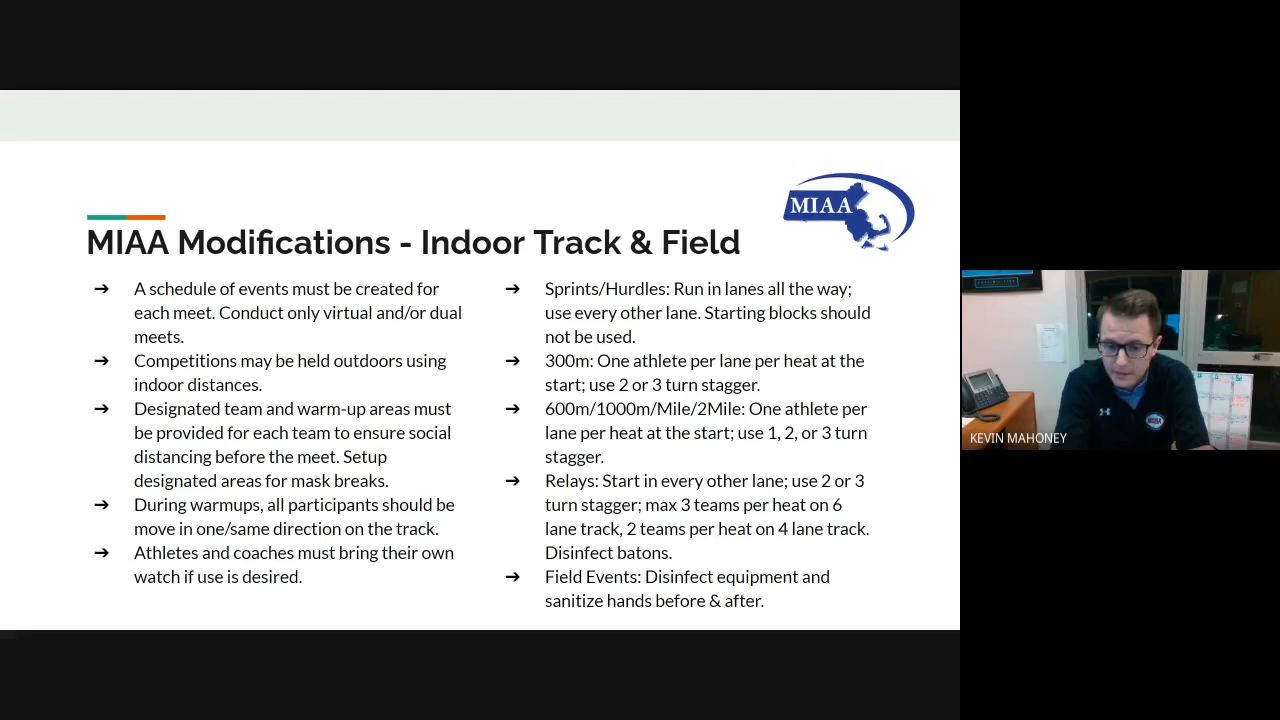 MIAA
MIAA Modifications - Indoor Track & Field
➔ A schedule of events must be created for
each meet. Conduct only virtual and/or dual
meets.
➔ Competitions may be held outdoors using
indoor distances.
➔ Designated team and warm-up areas must
be provided for each team to ensure social
distancing before the meet. Setup
designated areas for mask breaks.
➔ During warmups, all participants should be
move in one/same direction on the track.
➔ Athletes and coaches must bring their own
watch if use is desired.
➔ Sprints/Hurdles: Run in lanes all the way;
use every other lane. Starting blocks should
not be used.
➔ 300m: One athlete per lane per heat at the
start; use 2 or 3 turn stagger.
➔ 600m/1000m/Mile/2Mile: One athlete per
lane per heat at the start; use 1, 2, or 3 turn
stagger.
➔ Relays: Start in every other lane; use 2 or 3
turn stagger; max 3 teams per heat on 6
lane track, 2 teams per heat on 4 lane track.
Disinfect batons.
➔ Field Events: Disinfect equipment and
sanitize hands before & after.
KEVIN MAHONEY